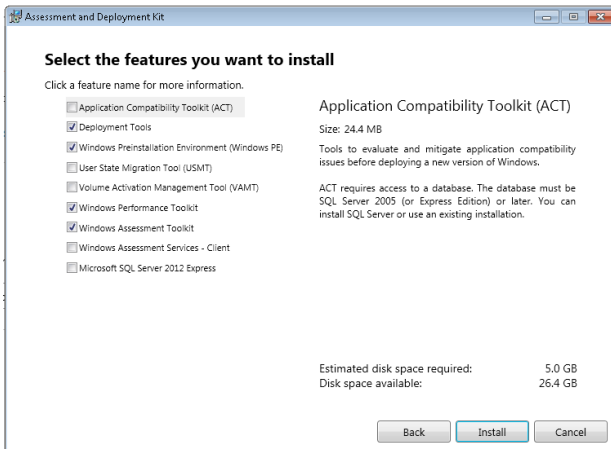 Assessment and Deployment Kit
Select the features you want to install
Click a feature name for more information.
Application Compatibility Toolkit (ACT)
Deployment Tools
Windows Preinstallation Environment (Windows PE)
User State Migration Tool (USMT)
Volume Activation Management Tool (VAMT)
Windows Performance Toolkit
Windows Assessment Toolkit
Windows Assessment Services - Client
Microsoft SQL Server 2012 Express
Application Compatibility Toolkit (ACT)
Size: 24.4 MB
Tools to evaluate and mitigate application compatibility
issues before deploying a new version of Windows.
ACT requires access to a database. The database must be
SQL Server 2005 (or Express Edition) or later. You can
install SQL Server or use an existing installation.
Estimated disk space required: 5.0 GB
Disk space available: 26.4 GB
Back Install Cancel